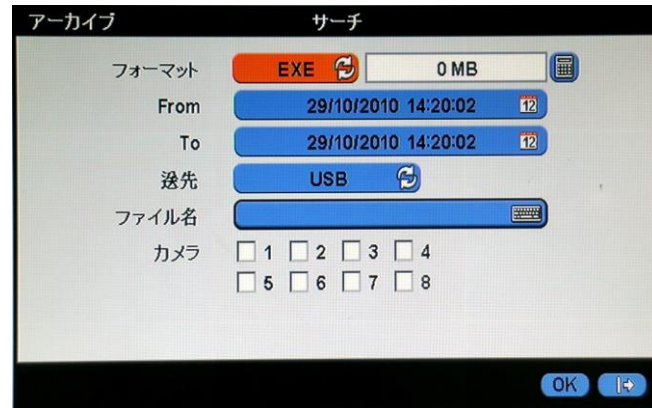 アーカイブ サーチ
フォーマット EXE 0 MB
From 29/10/2010 14:20:02 12
To 29/10/2010 14:20:02 12
送先 USB
ファイル名
カメラ 1 2 3 4
5 6 7 8
OK